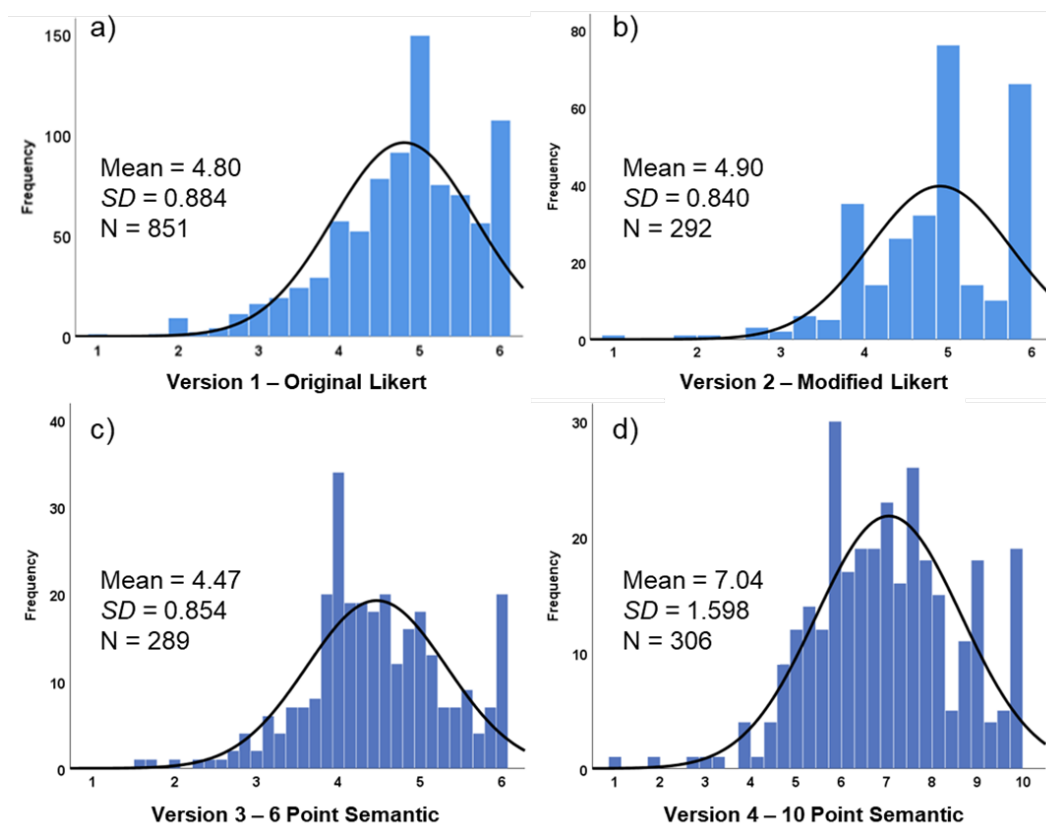 a)
150
100
50
0
Frequency
Mean = 4.80
SD = 0.884
N = 851
1 2 3 4 5 6
Version 1 – Original Likert
b)
80
60
40
20
0
Frequency
Mean = 4.90
SD = 0.840
N = 292
1 2 3 4 5 6
Version 2 – Modified Likert
c)
40
30
20
10
0
Frequency
Mean = 4.47
SD = 0.854
N = 289
1 2 3 4 5 6
Version 3 – 6 Point Semantic
d)
30
20
10
0
Frequency
Mean = 7.04
SD = 1.598
N = 306
1 2 3 4 5 6 7 8 9 10
Version 4 – 10 Point Semantic